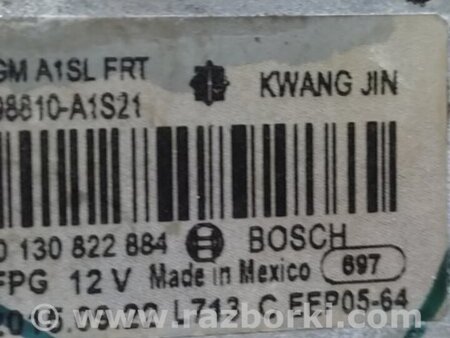 GM A1SL FRT
KWANG JIN
98810-A1S21
0 130 822 884 BOSCH
FPG 12 V Made in Mexico 697
L713 C FFP05-64
www.razborki.com